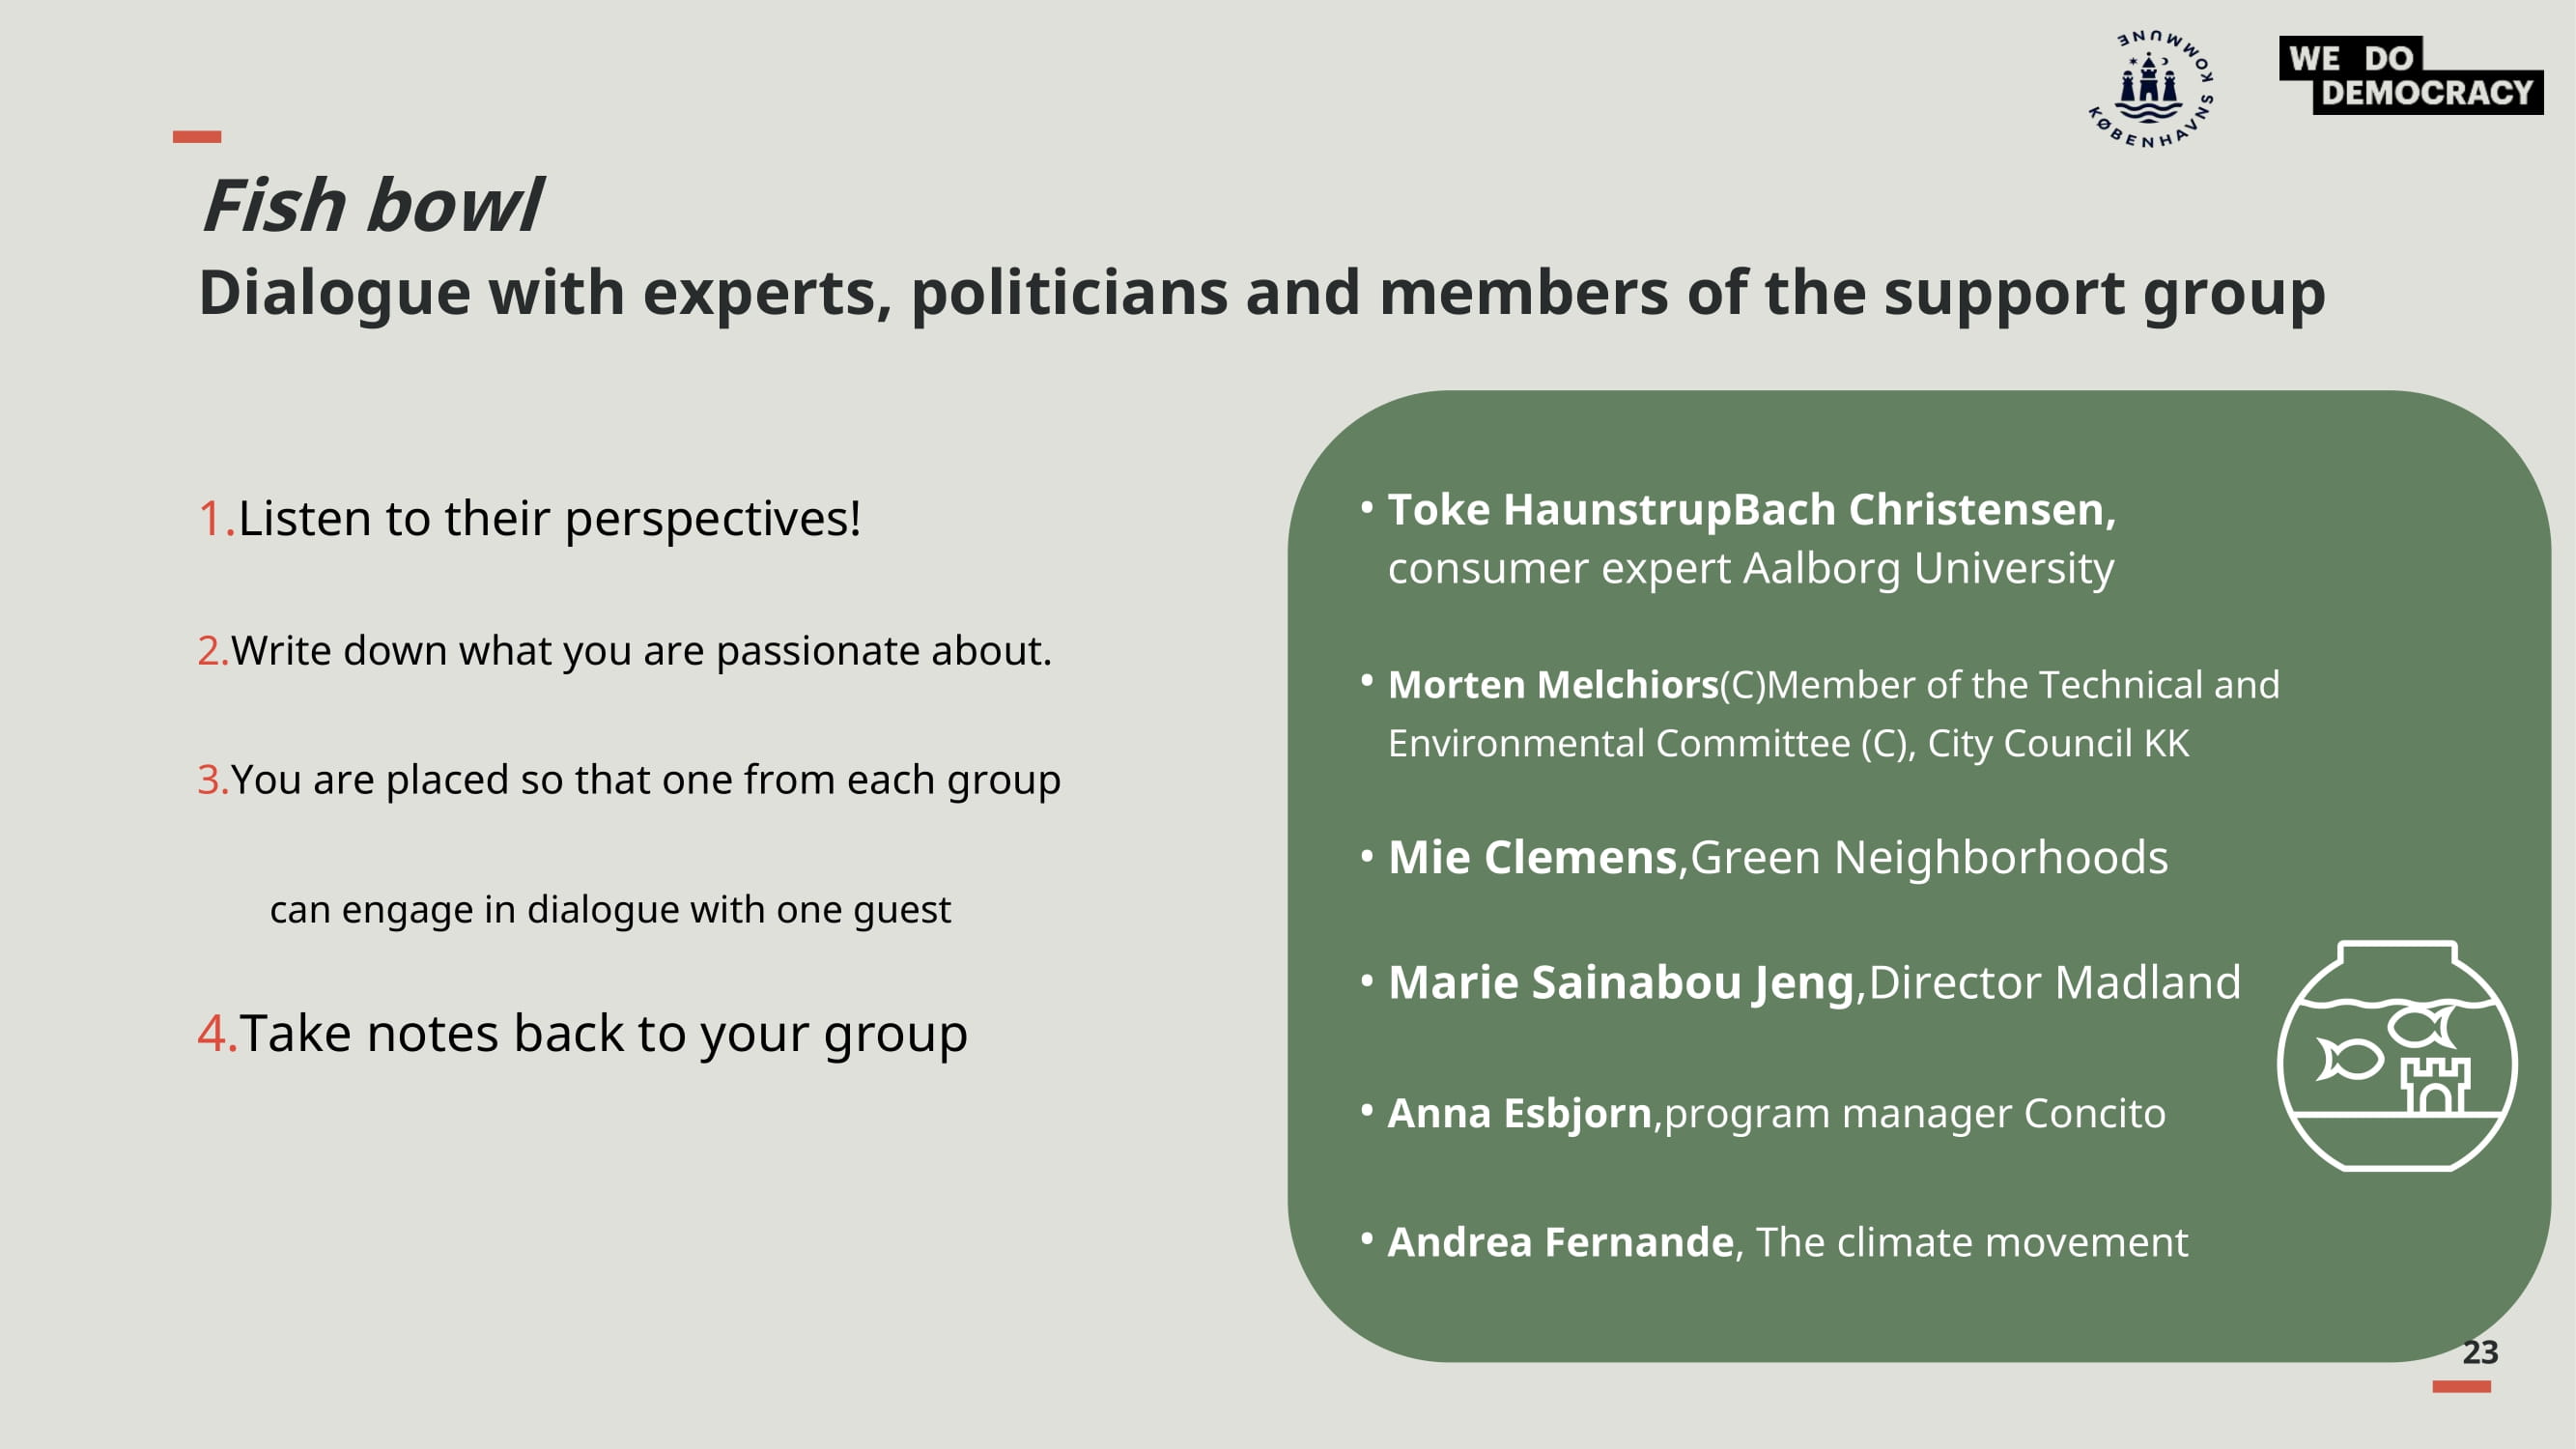 KØBENHAVNS KOMMUNE
WE DO
DEMOCRACY
Fish bowl
Dialogue with experts, politicians and members of the support group
1.Listen to their perspectives!
2.Write down what you are passionate about.
3.You are placed so that one from each group
can engage in dialogue with one guest
4.Take notes back to your group
• Toke HaunstrupBach Christensen,
consumer expert Aalborg University
• Morten Melchiors(C)Member of the Technical and
Environmental Committee (C), City Council KK
• Mie Clemens,Green Neighborhoods
• Marie Sainabou Jeng,Director Madland
• Anna Esbjorn,program manager Concito
• Andrea Fernande, The climate movement
23